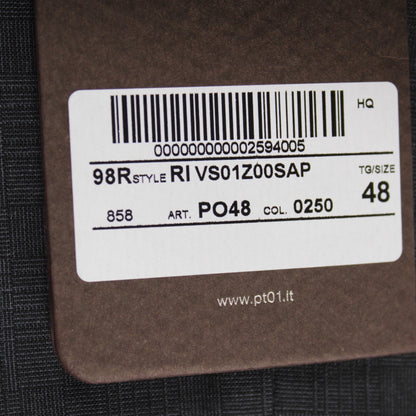 HQ
000000000002594005
98R STYLE RI VS01Z00SAP TG/SIZE
858 ART. PO48 COL. 0250 48
www.pt01.it